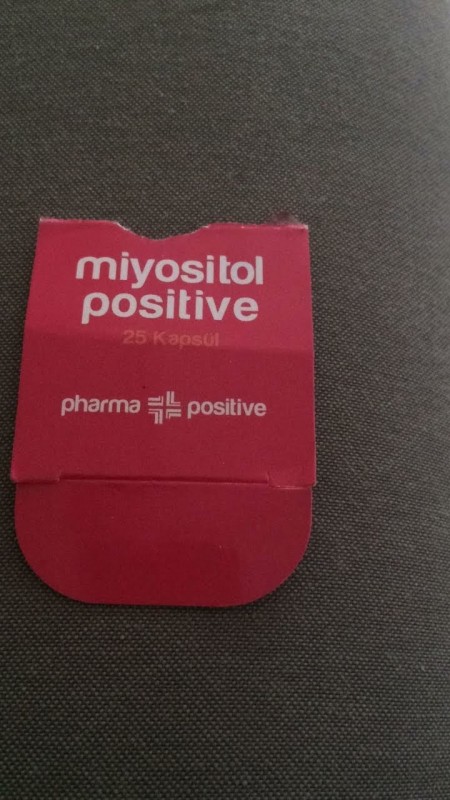 miyositol
positive
25 Kapsül
pharma positive